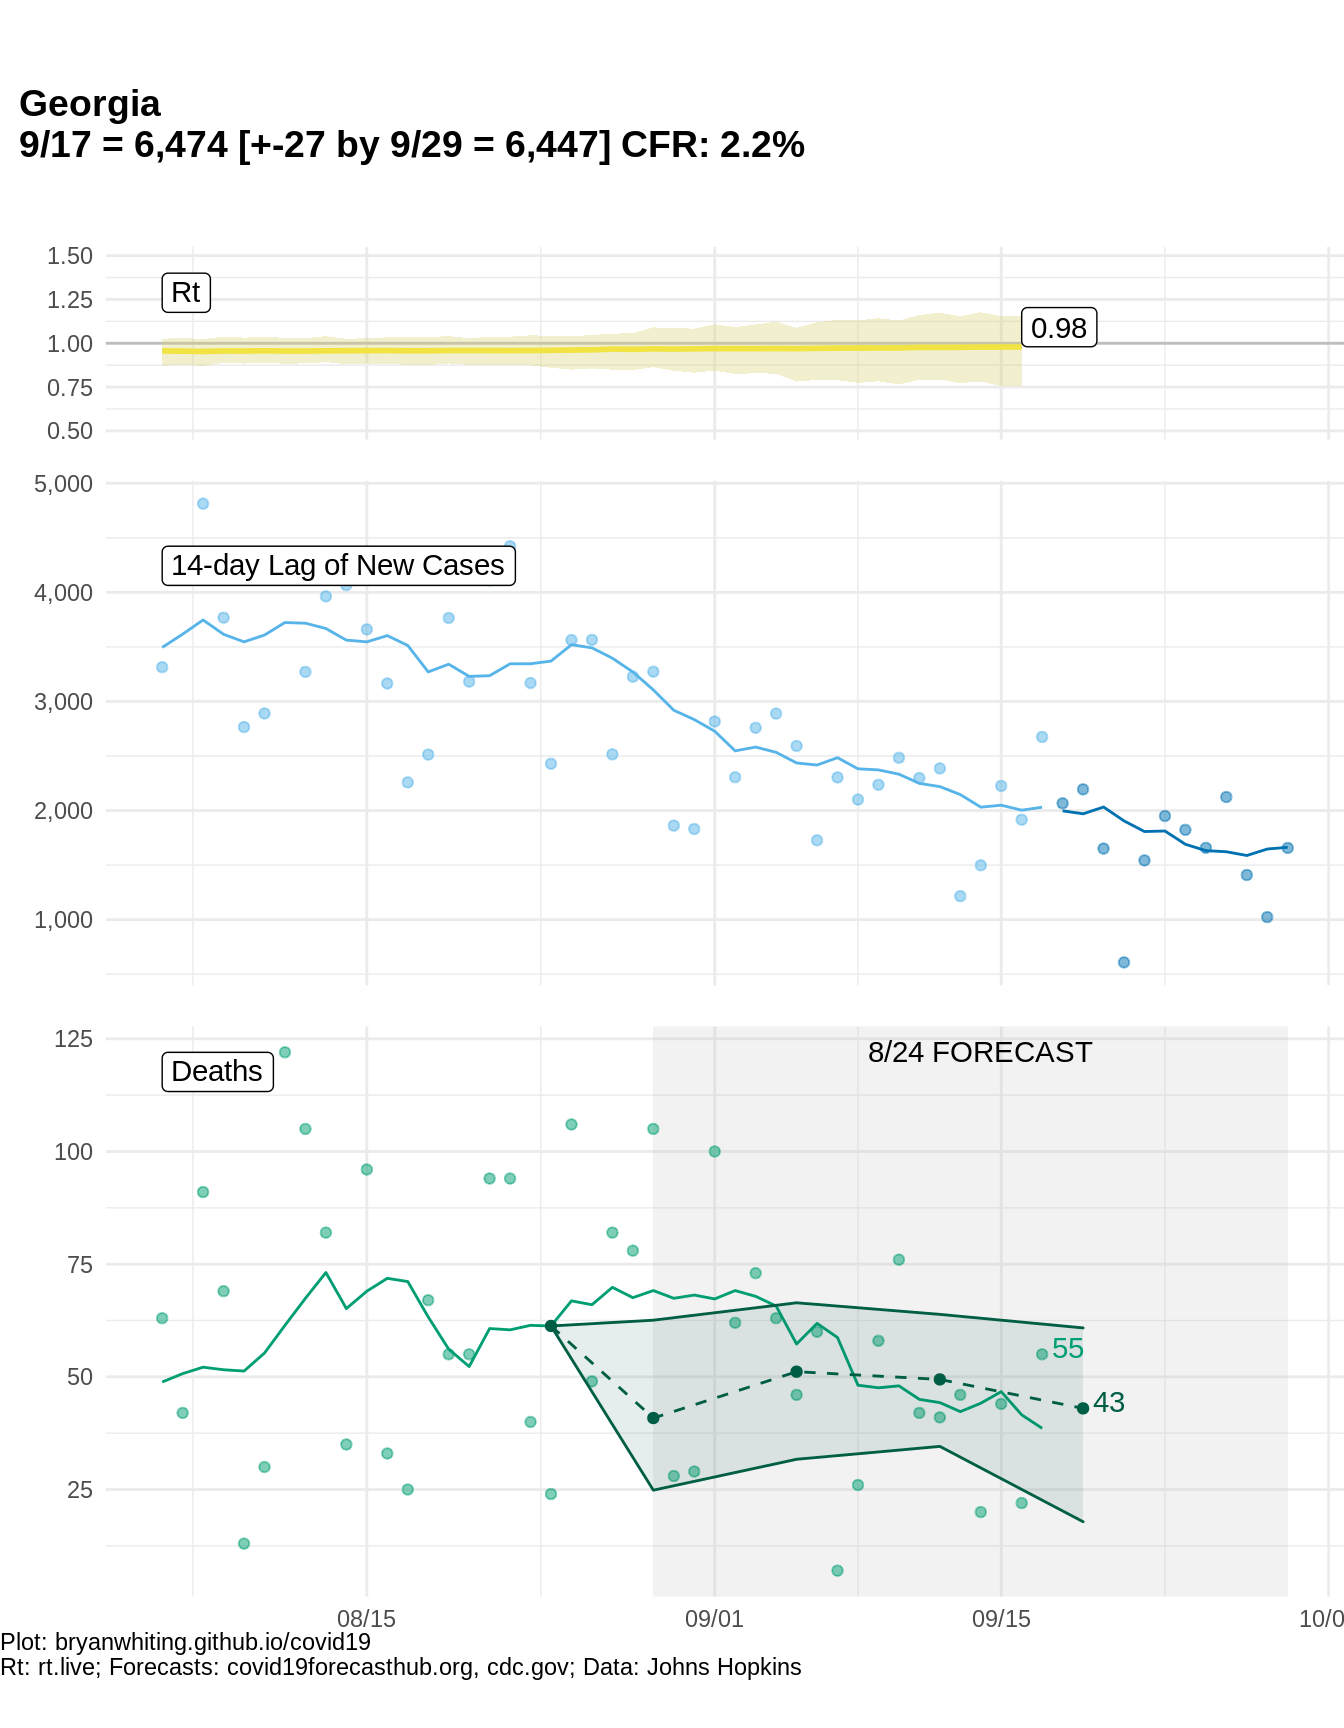 Georgia
9/17 = 6,474 [+-27 by 9/29 = 6,447] CFR: 2.2%
1.50
Rt
1.25
0.98
1.00
0.75
0.50
5,000
14-day Lag of New Cases
4,000
3,000
2,000
1,000
125
8/24 FORECAST
Deaths
100
75
55
50
43
25
08/15
09/01
09/15
10/0
Plot: bryanwhiting.github.io/covid19
Rt: rt.live; Forecasts: covid19forecasthub.org, cdc.gov; Data: Johns Hopkins